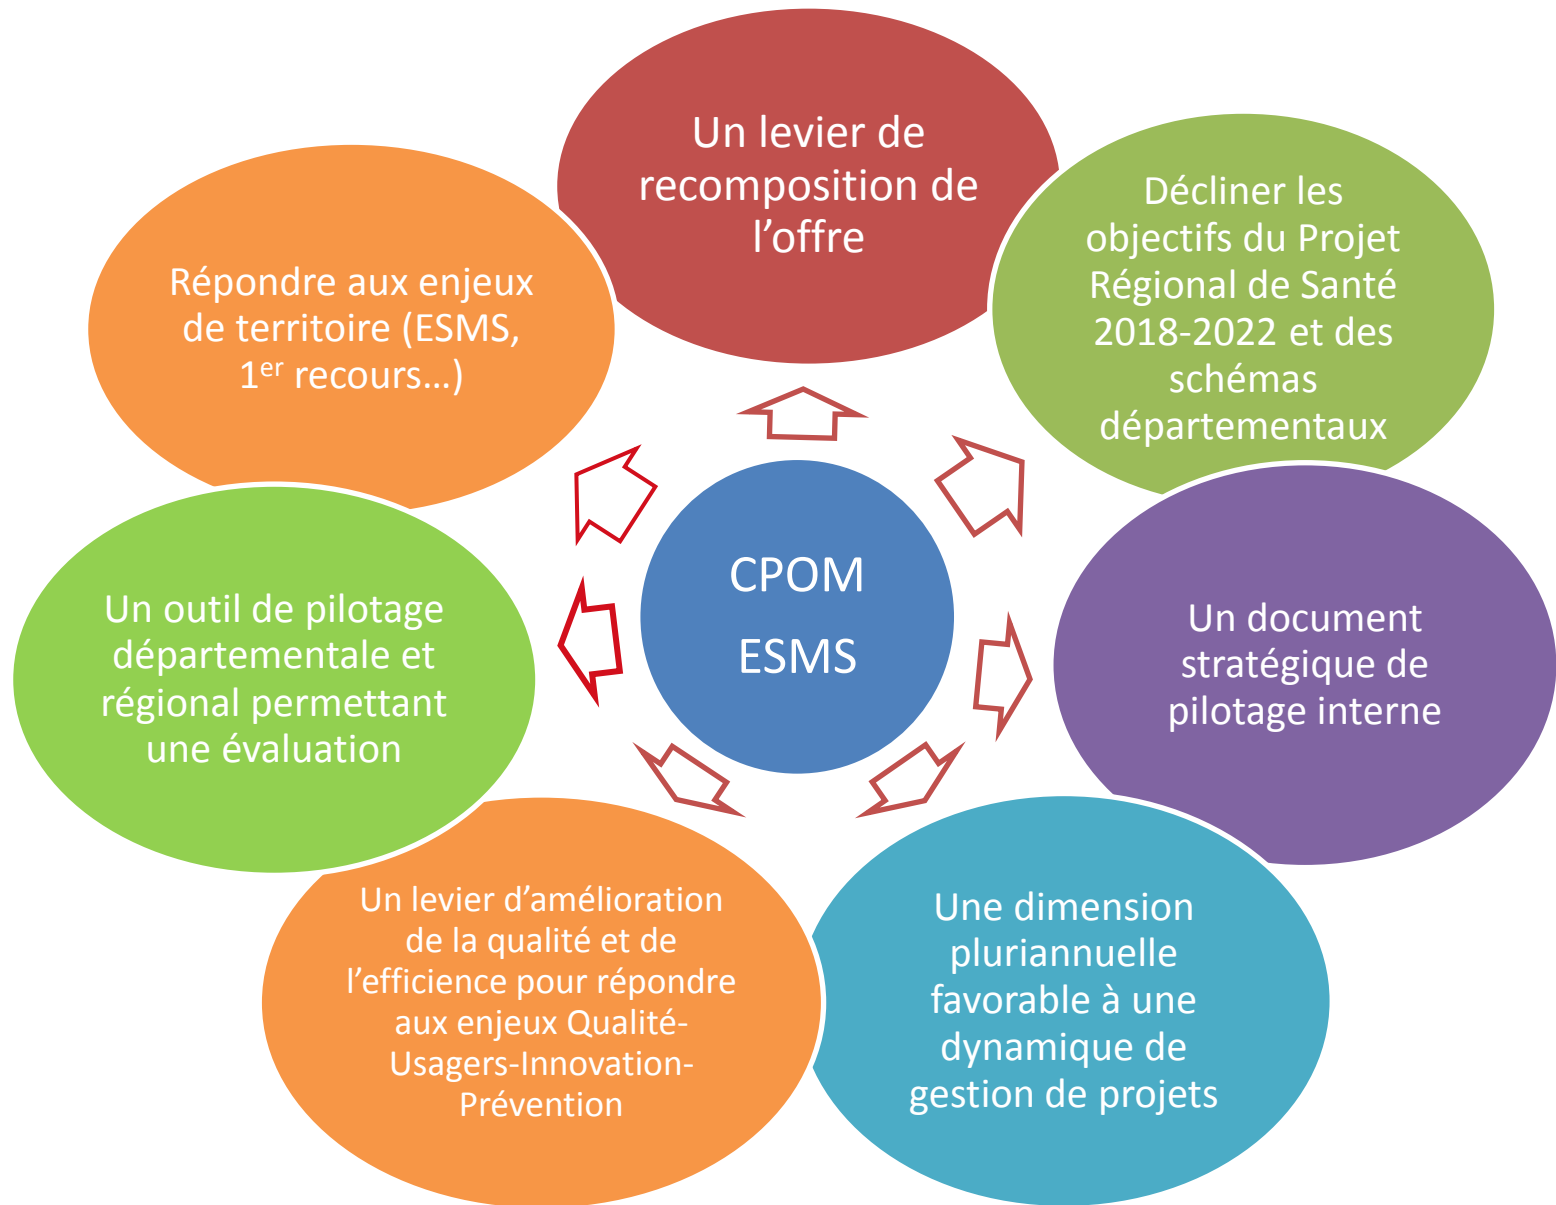 Un levier de
recomposition de
l’offre
Décliner les
objectifs du Projet
Régional de Santé
2018-2022 et des
schémas
départementaux
Un document
stratégique de
pilotage interne
Une dimension
pluriannuelle
favorable à une
dynamique de
gestion de projets
Un levier d’amélioration
de la qualité et de
l’efficience pour répondre
aux enjeux Qualité-
Usagers-Innovation-
Prévention
Un outil de pilotage
départementale et
régional permettant
une évaluation
Répondre aux enjeux
de territoire (ESMS,
1er recours…)
CPOM
ESMS